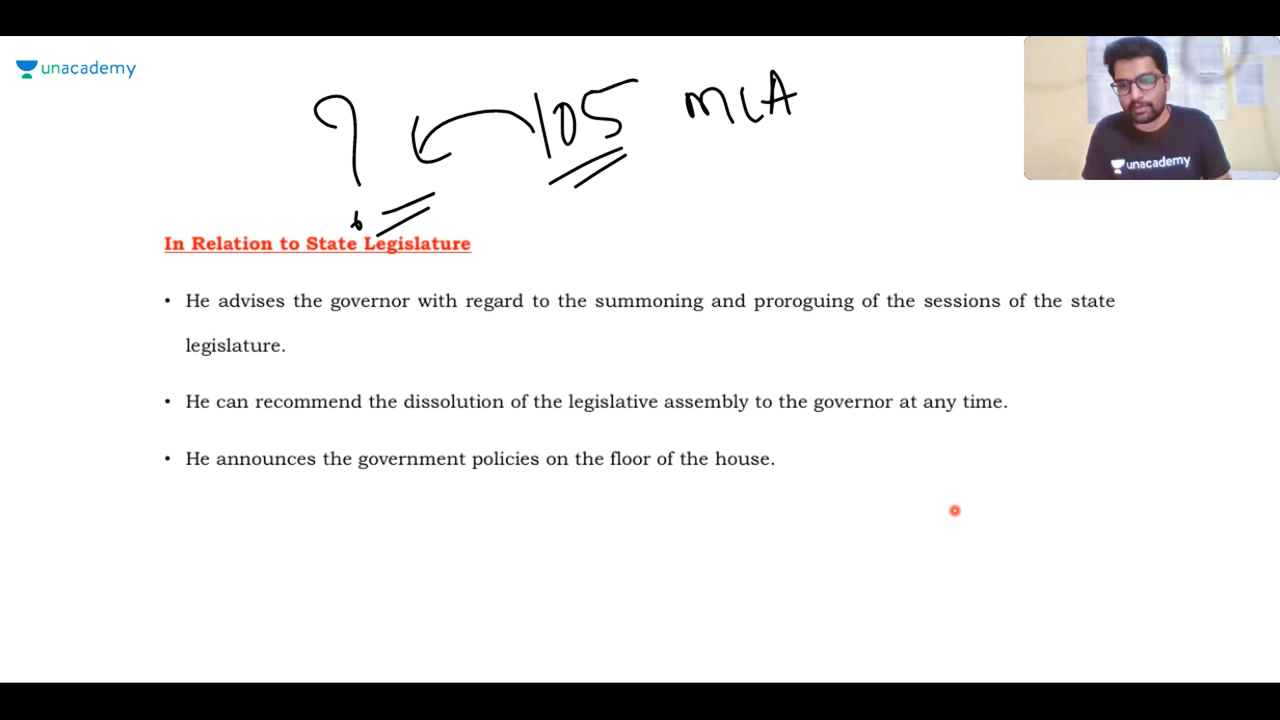 unacademy
? 105 MLA
unacademy
In Relation to State Legislature
• He advises the governor with regard to the summoning and proroguing of the sessions of the state
legislature.
• He can recommend the dissolution of the legislative assembly to the governor at any time.
• He announces the government policies on the floor of the house.